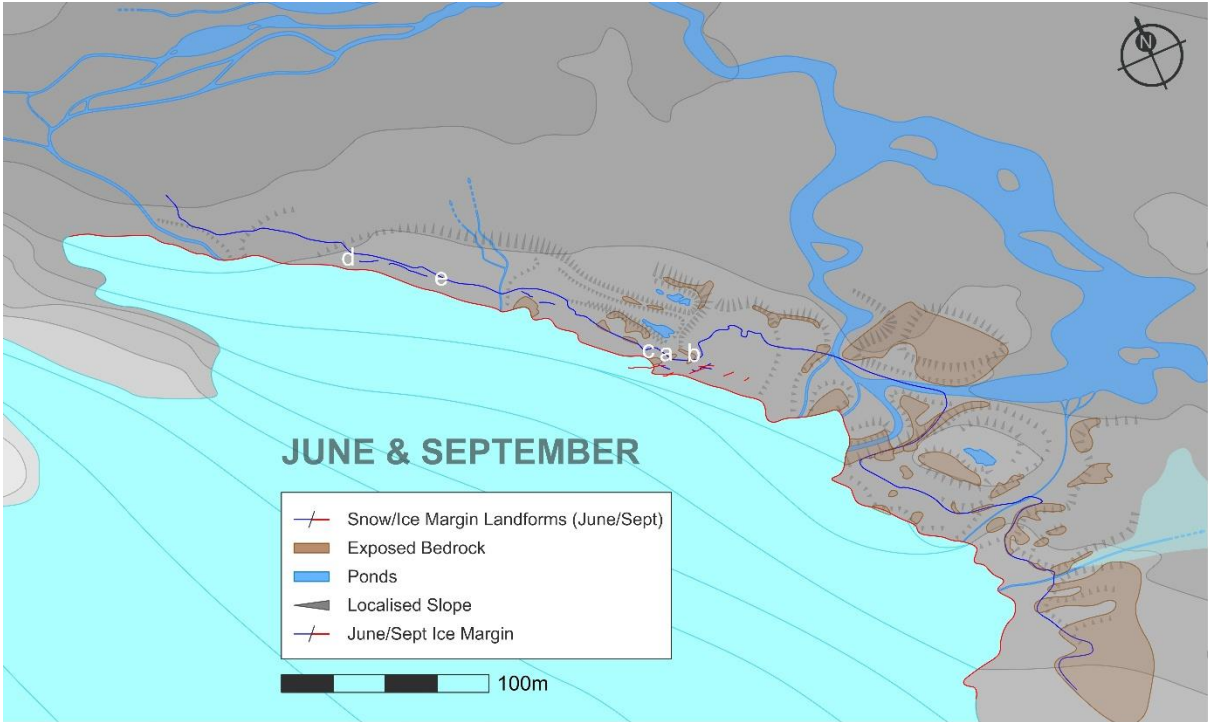 N
d
e
c a b
JUNE & SEPTEMBER
Snow/Ice Margin Landforms (June/Sept)
Exposed Bedrock
Ponds
Localised Slope
June/Sept Ice Margin
100m